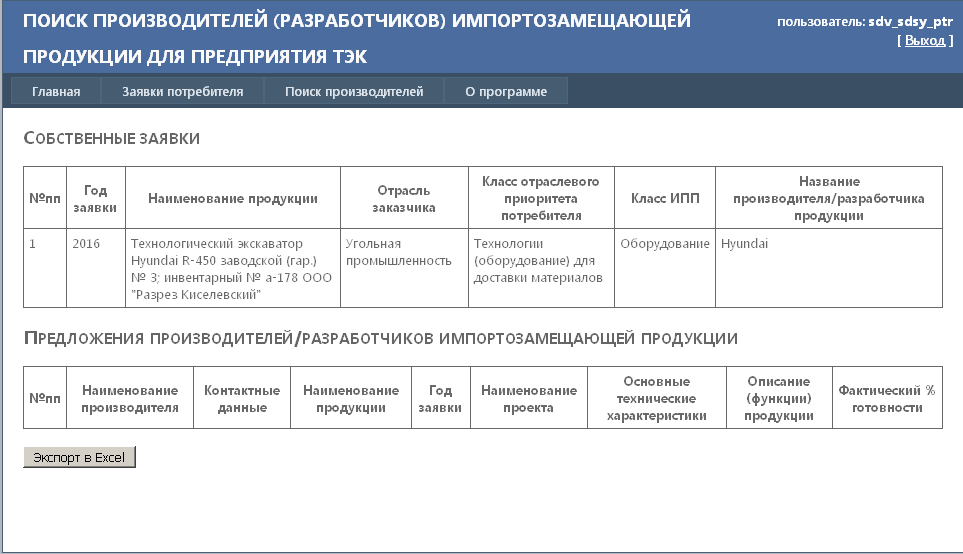 ПОИСК ПРОИЗВОДИТЕЛЕЙ (РАЗРАБОТЧИКОВ) ИМПОРТОЗАМЕЩАЮЩЕЙ
ПРОДУКЦИИ ДЛЯ ПРЕДПРИЯТИЯ ТЭК
пользователь: sdv_sdsy_ptr
[ Выход ]
Главная Заявки потребителя Поиск производителей О программе
СОБСТВЕННЫЕ ЗАЯВКИ
№пп
Год
заявки
Наименование продукции
Отрасль
заказчика
Класс отраслевого
приоритета
потребителя
Класс ИПП
Название
производителя/разработчика
продукции
1
2016
Технологический экскаватор
Hyundai R-450 заводской (гар.)
№ 3; инвентарный № а-178 ООО
"Разрез Киселевский"
Угольная
промышленность
Технологии
(оборудование) для
доставки материалов
Оборудование
Hyundai
ПРЕДЛОЖЕНИЯ ПРОИЗВОДИТЕЛЕЙ/РАЗРАБОТЧИКОВ ИМПОРТОЗАМЕЩАЮЩЕЙ ПРОДУКЦИИ
№пп
Наименование
производителя
Контактные
данные
Наименование
продукции
Год
заявки
Наименование
проекта
Основные
технические
характеристики
Описание
(функции)
продукции
Фактический %
готовности
Экспорт в Excel